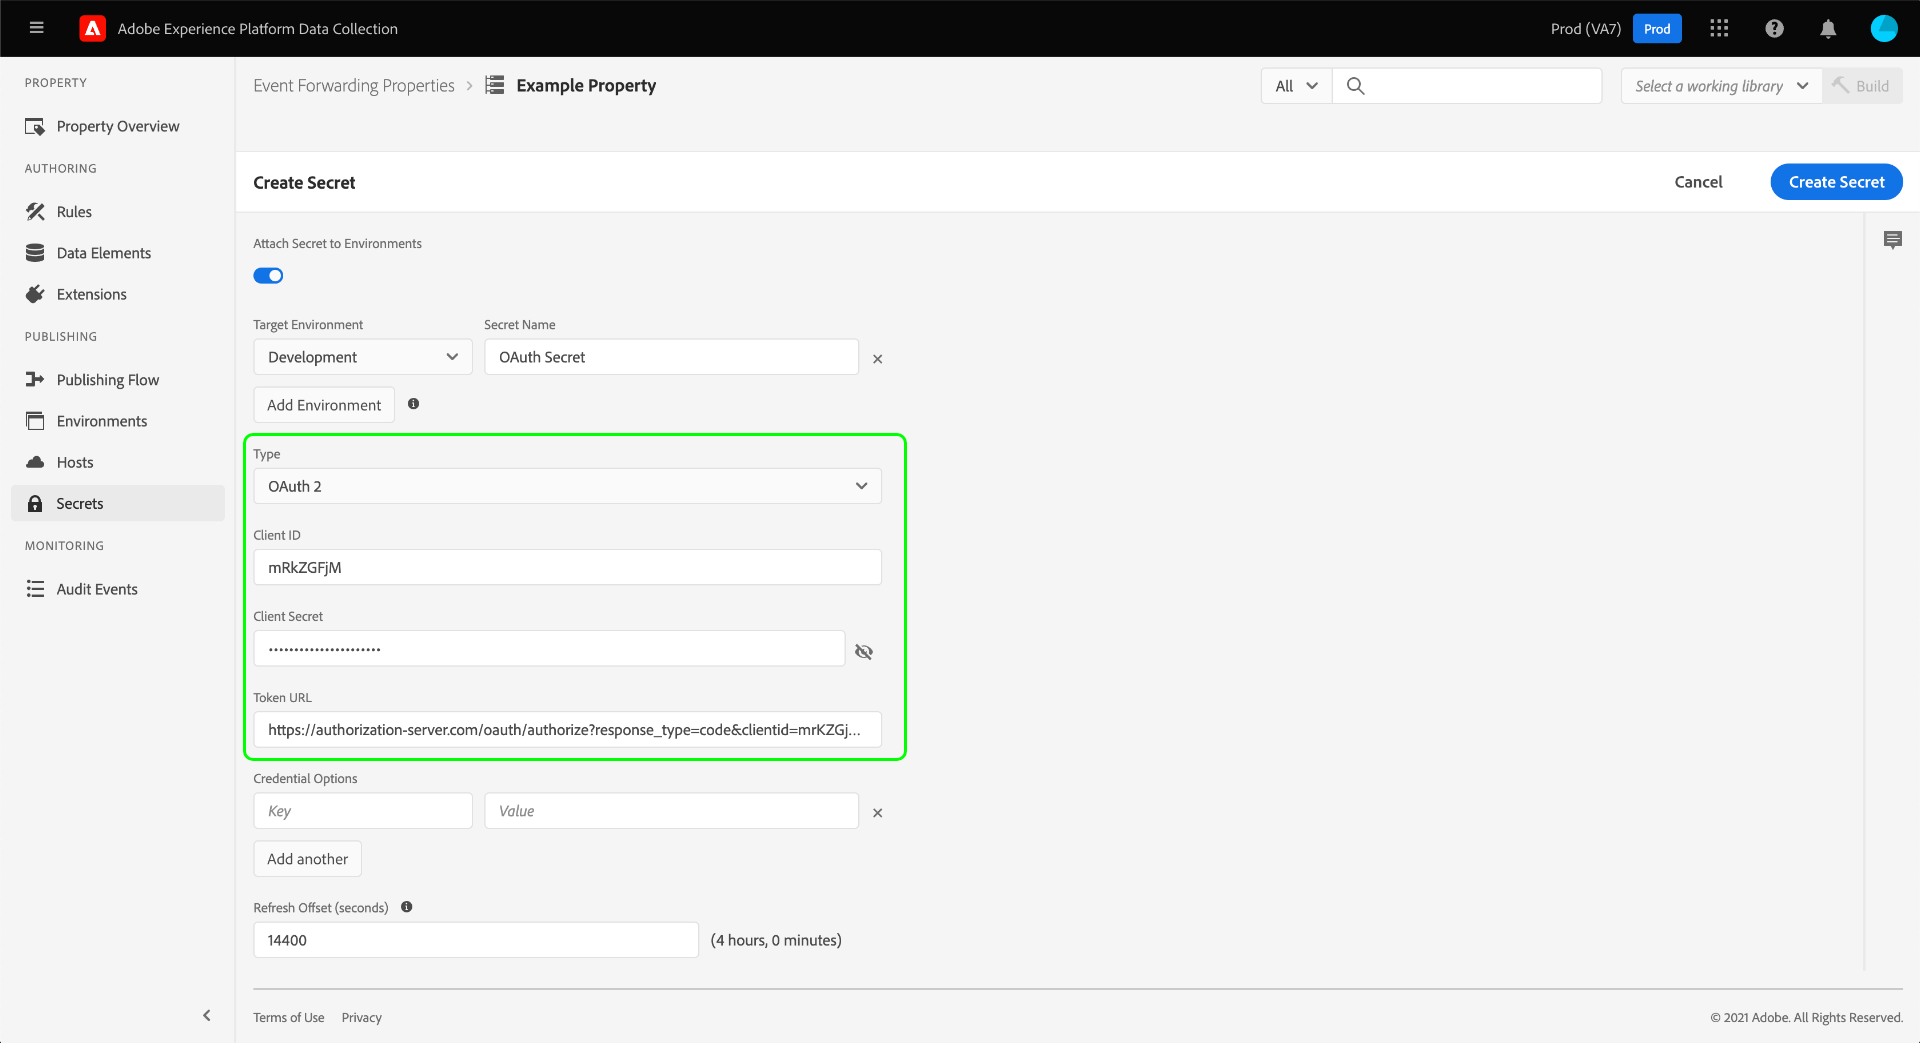 Adobe Experience Platform Data Collection
Prod (VA7)
Prod
PROPERTY
Property Overview
AUTHORING
Rules
Data Elements
Extensions
PUBLISHING
Publishing Flow
Environments
Hosts
Secrets
MONITORING
Audit Events
Event Forwarding Properties
Example Property
All
Select a working library
Build
Create Secret
Cancel
Create Secret
Attach Secret to Environments
Target Environment
Secret Name
Development
OAuth Secret
Add Environment
Type
OAuth 2
Client ID
mRkZGFjM
Client Secret
••••••••••••••••••••••
Token URL
https://authorization-server.com/oauth/authorize?response_type=code&clientid=mrKZGj...
Credential Options
Key
Value
Add another
Refresh Offset (seconds)
14400
(4 hours, 0 minutes)
Terms of Use
Privacy
© 2021 Adobe. All Rights Reserved.